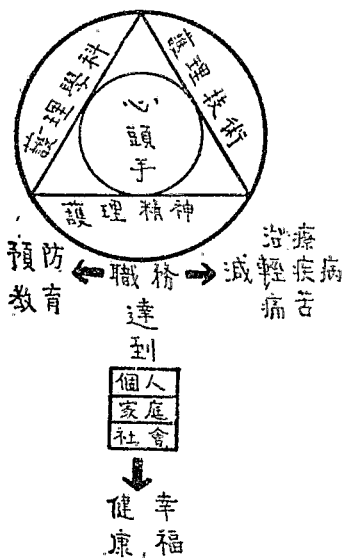 護理學科
護理技術
心
頭
手
護理精神
預防
教育
職務
治療
減輕疾病
痛苦
達
到
個人
家庭
社會
健 幸
康,福